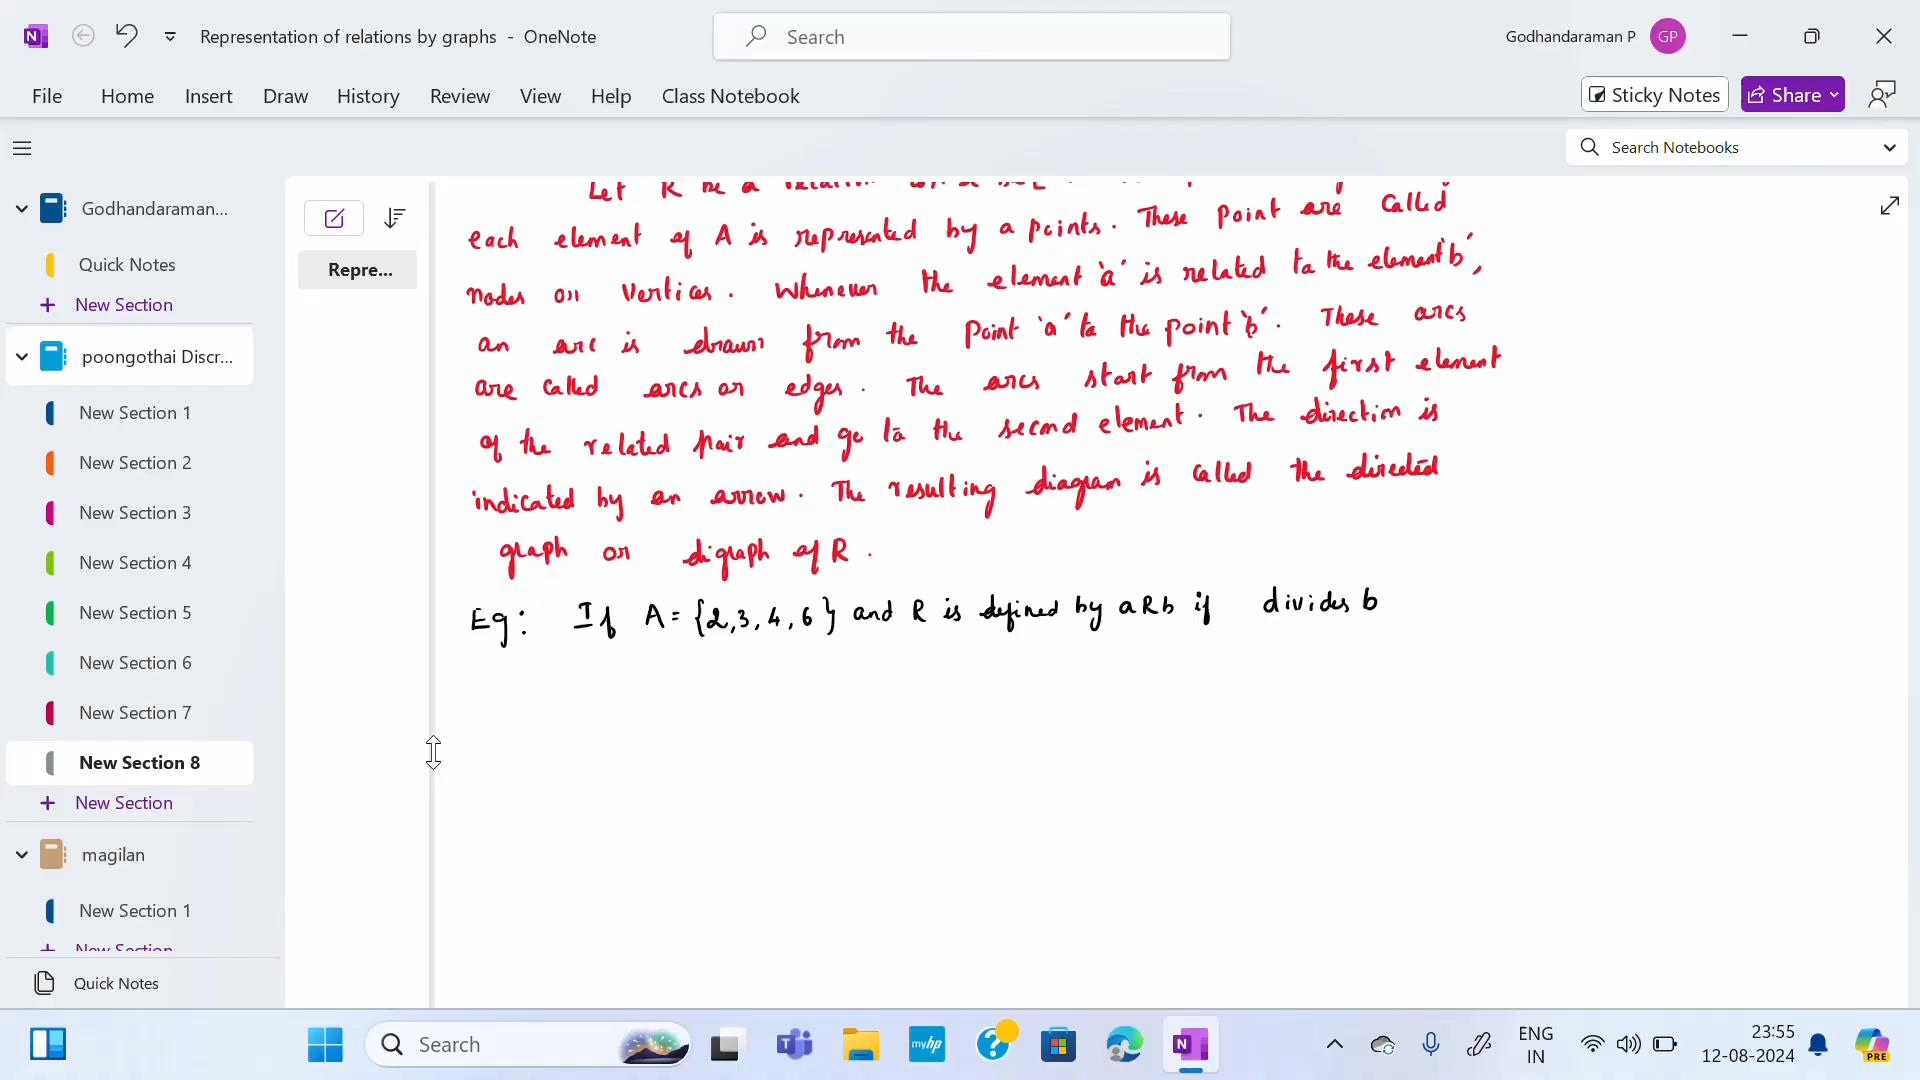 Representation of relations by graphs - OneNote
Search
Godhandaraman P
GP
File Home Insert Draw History Review View Help Class Notebook
Sticky Notes
Share
Search Notebooks
Godhandaraman...
Quick Notes
New Section
poongothai Discr...
New Section 1
New Section 2
New Section 3
New Section 4
New Section 5
New Section 6
New Section 7
New Section 8
New Section
magilan
New Section 1
New Section
Quick Notes
Repre...
Let R be a
each element of A is represented by a points. These point are called
nodes or vertices. Whenever the element 'a' is related to the element 'b',
an arc is drawn from the point 'a' to the point 'b'. These arcs
are called arcs or edges. The arcs start from the first element
of the related pair and go to the second element. The direction is
indicated by an arrow. The resulting diagram is called the directed
graph or digraph of R.
Eg: If A = {2,3,4,6} and R is defined by aRb if divides b
Search
myhp
ENG
IN
23:55
12-08-2024
PRE